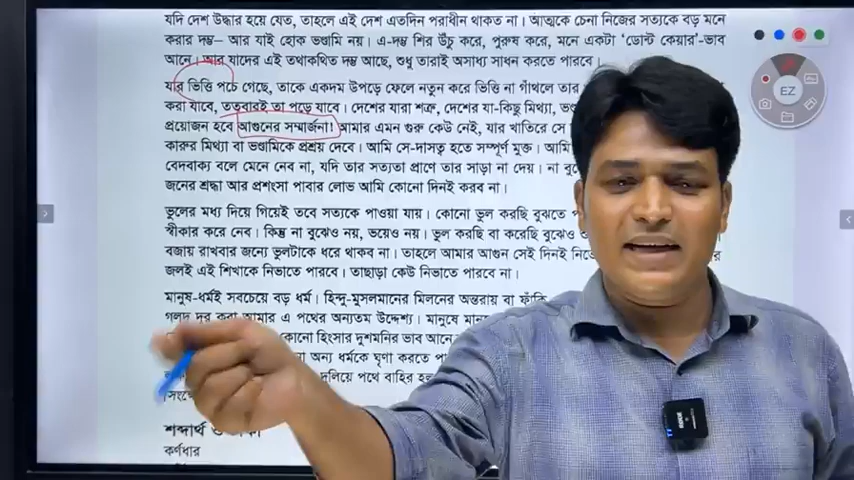 যদি দেশ উদ্ধার হয়ে যেত, তাহলে এই দেশ এতদিন পরাধীন থাকত না। আত্মকে চেনা নিজের সত্যকে বড় মনে
করার দম্ভ– আর যাই হোক ভণ্ডামি নয়। এ-দম্ভ শির উঁচু করে, পুরুষ করে, মনে একটা ‘ডোন্ট কেয়ার’-ভাব
আনে। আর যাদের এই তথাকথিত দম্ভ আছে, শুধু তারাই অসাধ্য সাধন করতে পারবে।
যার ভিত্তি পচে গেছে, তাকে একদম উপড়ে ফেলে নতুন করে ভিত্তি না গাঁথলে তার
করা যাবে, ততবারই তা পড়ে যাবে। দেশের যারা শত্রু, দেশের যা-কিছু মিথ্যা,
প্রয়োজন হবে আগুনের সম্মার্জনা! আমার এমন গুরু কেউ নেই, যার খাতিরে সে
কারুর মিথ্যা বা ভণ্ডামিকে প্রশ্রয় দেবে। আমি সে-দাসত্ব হতে সম্পূর্ণ মুক্ত। আমি
বেদবাক্য বলে মেনে নেব না, যদি তার সত্যতা প্রাণে তার সাড়া না দেয়। না
জনের শ্রদ্ধা আর প্রশংসা পাবার লোভ আমি কোনো দিনই করব না।
ভুলের মধ্য দিয়ে গিয়েই তবে সত্যকে পাওয়া যায়। কোনো ভুল করছি বুঝতে
স্বীকার করে নেব। কিন্তু না বুঝেও নয়, ভয়েও নয়। ভুল করছি বা করেছি বুঝেও
বজায় রাখবার জন্যে ভুলটাকে ধরে থাকব না। তাহলে আমার আগুন সেই দিনই
জলই এই শিখাকে নিভাতে পারবে। তাছাড়া কেউ নিভাতে পারবে না।
মানুষ-ধর্মই সবচেয়ে বড় ধর্ম। হিন্দু-মুসলমানের মিলনের অন্তরায় বা ফাঁকি
গলদ দূর করা আমার এ পথের অন্যতম উদ্দেশ্য। মানুষে
কোনো হিংসার দুশমনির ভাব আনে
অন্য ধর্মকে ঘৃণা করতে
দুলিয়ে পথে বাহির
শব্দার্থ ও
কর্ণধার
EZ